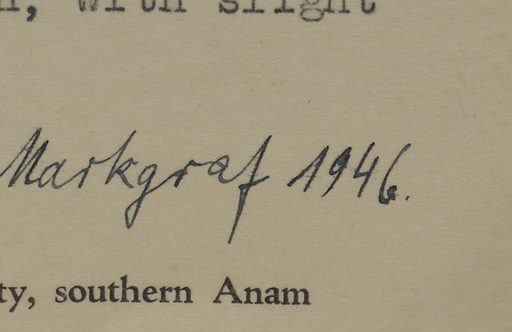 n, with slight
Markgraf 1946.
ty, southern Anam